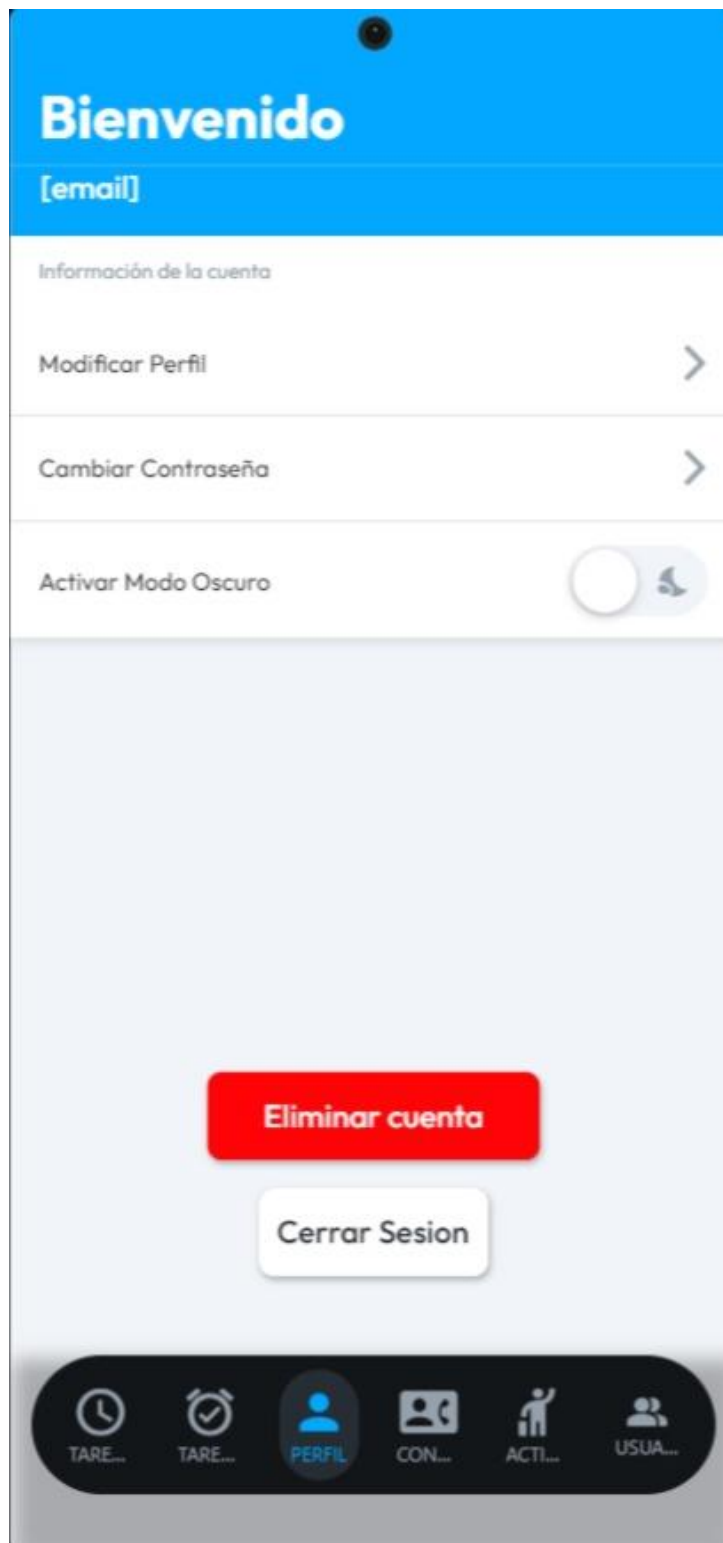 Bienvenido
[email]
Información de la cuenta
Modificar Perfil
Cambiar Contraseña
Activar Modo Oscuro
Eliminar cuenta
Cerrar Sesion
TARE... TARE... PERFIL CON... ACTI... USUA...